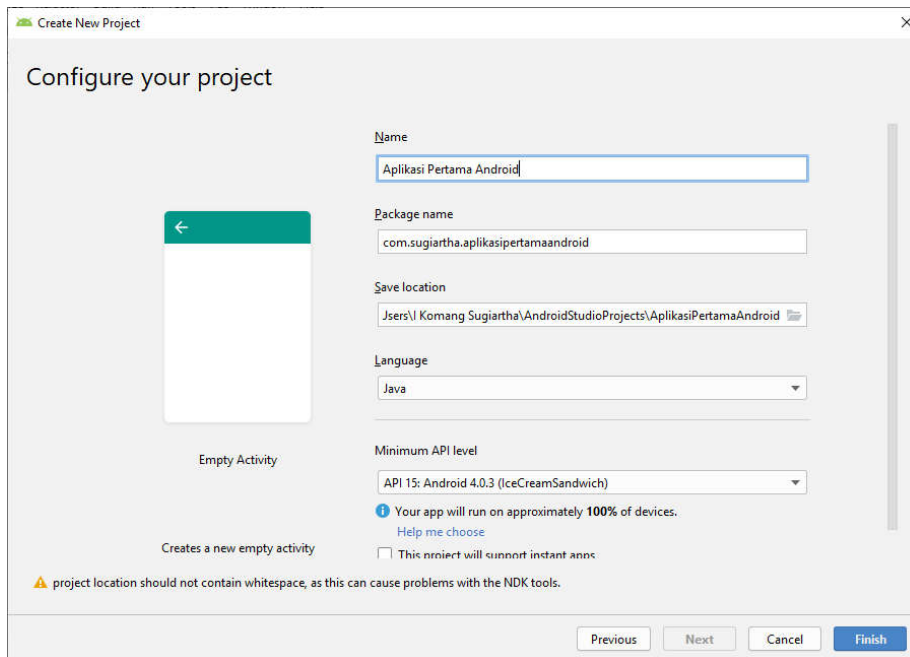 Create New Project
Configure your project
Name
Aplikasi Pertama Android
Package name
com.sugiartha.aplikasipertamaandroid
Save location
Jsers\I Komang Sugiartha\AndroidStudioProjects\AplikasiPertamaAndroid
Language
Java
Empty Activity
Minimum API level
API 15: Android 4.0.3 (IceCreamSandwich)
Your app will run on approximately 100% of devices.
Help me choose
Creates a new empty activity
This project will support instant apps
project location should not contain whitespace, as this can cause problems with the NDK tools.
Previous
Next
Cancel
Finish